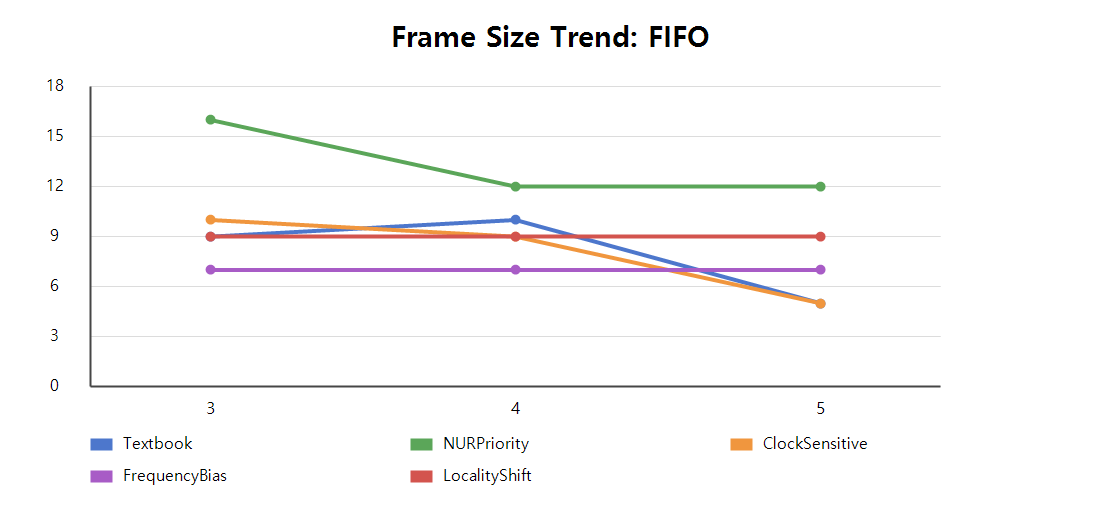 Frame Size Trend: FIFO
18
15
12
9
6
3
0
3 4 5
Textbook NURPriority ClockSensitive
FrequencyBias LocalityShift